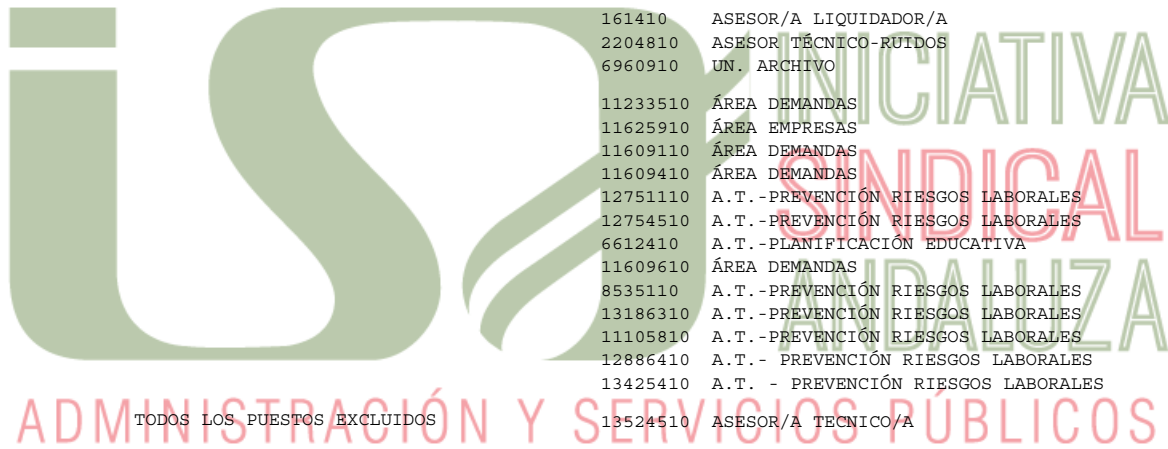 161410 ASESOR/A LIQUIDADOR/A
2204810 ASESOR TÉCNICO-RUIDOS
6960910 UN. ARCHIVO
11233510 ÁREA DEMANDAS
11625910 ÁREA EMPRESAS
11609110 ÁREA DEMANDAS
11609410 ÁREA DEMANDAS
12751110 A.T.-PREVENCIÓN RIESGOS LABORALES
12754510 A.T.-PREVENCIÓN RIESGOS LABORALES
6612410 A.T.-PLANIFICACIÓN EDUCATIVA
11609610 ÁREA DEMANDAS
8535110 A.T.-PREVENCIÓN RIESGOS LABORALES
13186310 A.T.-PREVENCIÓN RIESGOS LABORALES
11105810 A.T.-PREVENCIÓN RIESGOS LABORALES
12886410 A.T.- PREVENCIÓN RIESGOS LABORALES
13425410 A.T. - PREVENCIÓN RIESGOS LABORALES
TODOS LOS PUESTOS EXCLUIDOS 13524510 ASESOR/A TECNICO/A
isa
INICIATIVA
SINDICAL
ANDALUZA
ADMINISTRACIÓN Y SERVICIOS PÚBLICOS